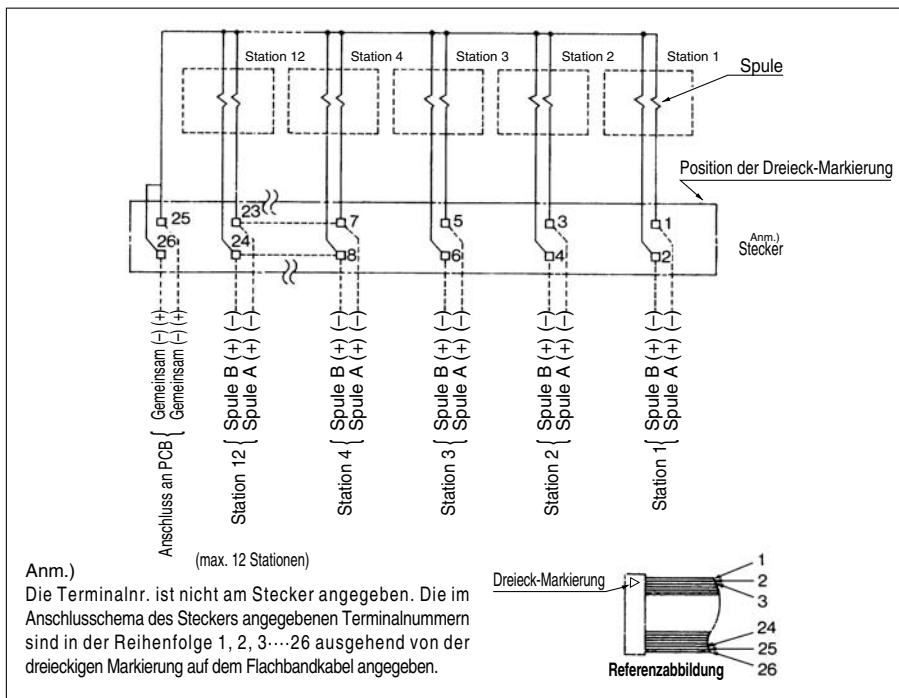 Station 12
Station 4
Station 3
Station 2
Station 1
Spule
Position der Dreieck-Markierung
25
23
7
5
3
1
26
24
8
6
4
2
Anm.)
Stecker
Anschluss an PCB { Gemeinsam (–) (+)
Gemeinsam (–) (+)
Station 12 { Spule B (+) (–)
Spule A (+) (–)
Station 4 { Spule B (+) (–)
Spule A (+) (–)
Station 3 { Spule B (+) (–)
Spule A (+) (–)
Station 2 { Spule B (+) (–)
Spule A (+) (–)
Station 1 { Spule B (+) (–)
Spule A (+) (–)
(max. 12 Stationen)
Anm.)
Die Terminalnr. ist nicht am Stecker angegeben. Die im
Anschlusschema des Steckers angegebenen Terminalnummern
sind in der Reihenfolge 1, 2, 3····26 ausgehend von der
dreieckigen Markierung auf dem Flachbandkabel angegeben.
Dreieck-Markierung
1
2
3
24
25
26
Referenzabbildung